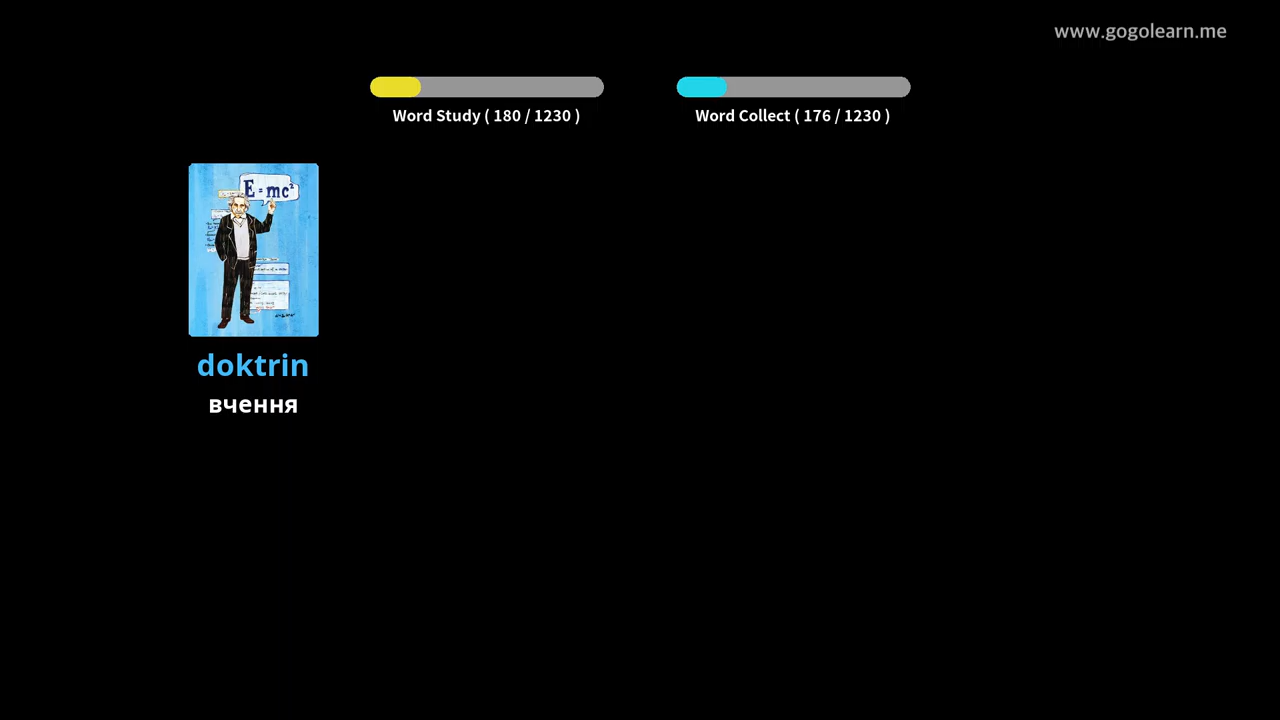 www.gogolearn.me
Word Study ( 180 / 1230 )
Word Collect ( 176 / 1230 )
E = mc²
doktrin
вчення